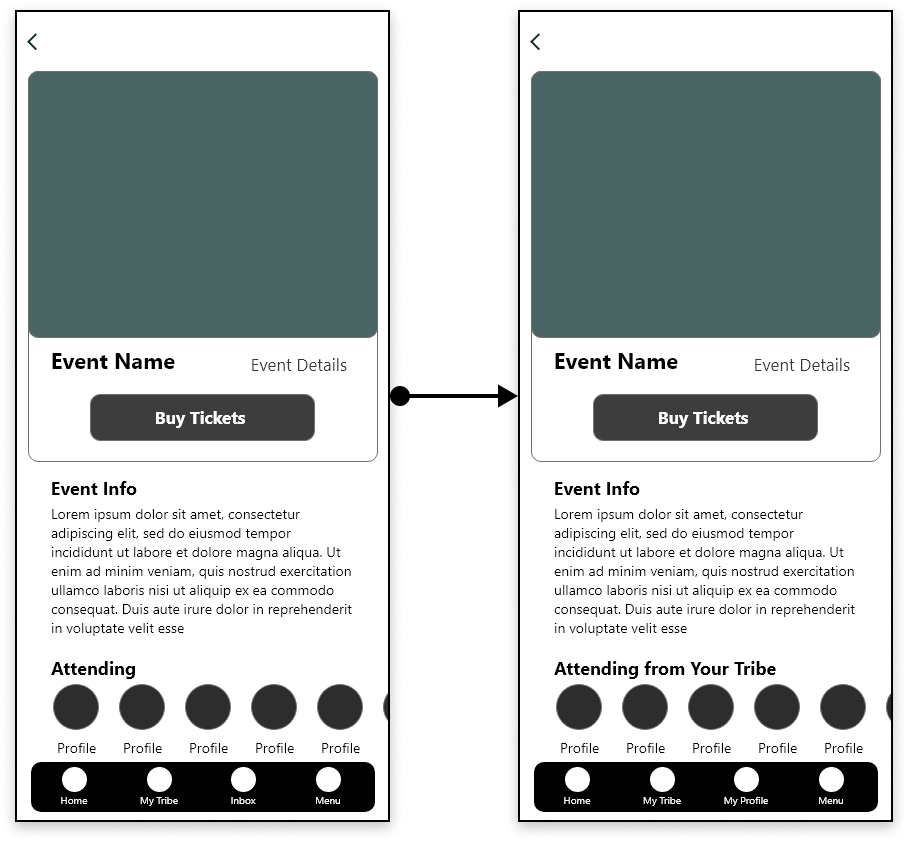 Event Name
Event Details
Buy Tickets
Event Info
Lorem ipsum dolor sit amet, consectetur
adipiscing elit, sed do eiusmod tempor
incididunt ut labore et dolore magna aliqua. Ut
enim ad minim veniam, quis nostrud exercitation
ullamco laboris nisi ut aliquip ex ea commodo
consequat. Duis aute irure dolor in reprehenderit
in voluptate velit esse
Attending
Profile Profile Profile Profile Profile
Home My Tribe Inbox Menu
Event Name
Event Details
Buy Tickets
Event Info
Lorem ipsum dolor sit amet, consectetur
adipiscing elit, sed do eiusmod tempor
incididunt ut labore et dolore magna aliqua. Ut
enim ad minim veniam, quis nostrud exercitation
ullamco laboris nisi ut aliquip ex ea commodo
consequat. Duis aute irure dolor in reprehenderit
in voluptate velit esse
Attending from Your Tribe
Profile Profile Profile Profile Profile
Home My Tribe My Profile Menu